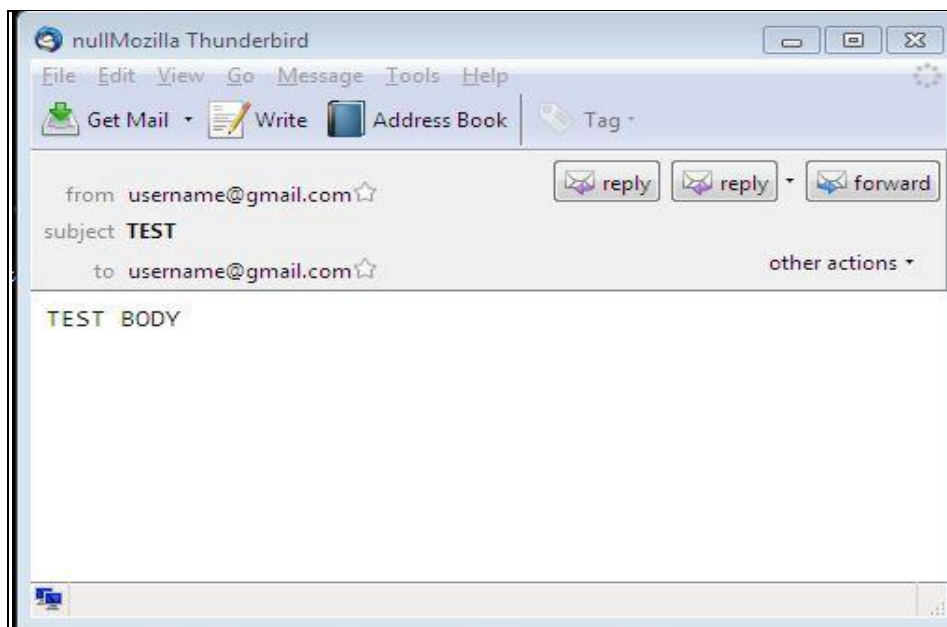 nullMozilla Thunderbird
File Edit View Go Message Tools Help
Get Mail Write Address Book Tag
from username@gmail.com reply reply forward
subject TEST
to username@gmail.com other actions
TEST BODY